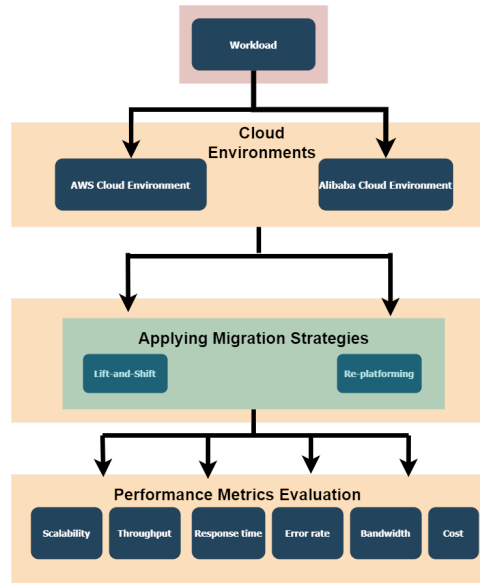 Workload
Cloud
Environments
AWS Cloud Environment
Alibaba Cloud Environment
Applying Migration Strategies
Lift-and-Shift
Re-platforming
Performance Metrics Evaluation
Scalability
Throughput
Response time
Error rate
Bandwidth
Cost